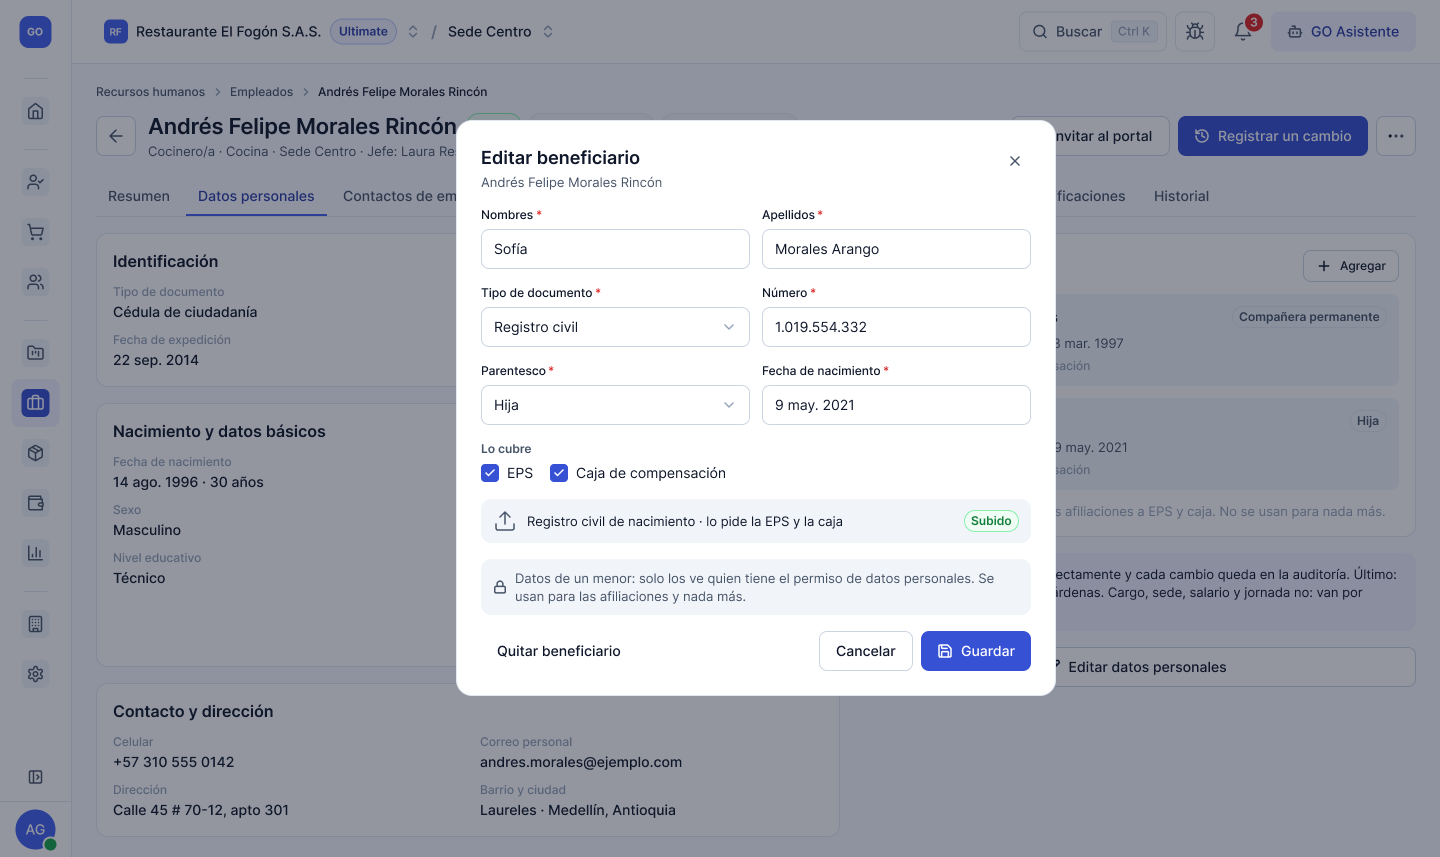 GO
RF Restaurante El Fogón S.A.S. Ultimate / Sede Centro
Buscar Ctrl K
3
GO Asistente
Recursos humanos > Empleados > Andrés Felipe Morales Rincón
Andrés Felipe Morales Rincón
Cocinero/a · Cocina · Sede Centro · Jefe: Laura
nvitar al portal
Registrar un cambio
Resumen Datos personales Contactos de em
ficaciones Historial
Identificación
Tipo de documento
Cédula de ciudadanía
Fecha de expedición
22 sep. 2014
Nacimiento y datos básicos
Fecha de nacimiento
14 ago. 1996 · 30 años
Sexo
Masculino
Nivel educativo
Técnico
Contacto y dirección
Celular
+57 310 555 0142
Correo personal
andres.morales@ejemplo.com
Dirección
Calle 45 # 70-12, apto 301
Barrio y ciudad
Laureles · Medellín, Antioquia
Editar beneficiario
Andrés Felipe Morales Rincón
Nombres *
Sofía
Apellidos *
Morales Arango
Tipo de documento *
Registro civil
Número *
1.019.554.332
Parentesco *
Hija
Fecha de nacimiento *
9 may. 2021
Lo cubre
EPS Caja de compensación
Registro civil de nacimiento · lo pide la EPS y la caja Subido
Datos de un menor: solo los ve quien tiene el permiso de datos personales. Se
usan para las afiliaciones y nada más.
Quitar beneficiario Cancelar Guardar
Agregar
Compañera permanente
mar. 1997
sación
Hija
9 may. 2021
sación
s afiliaciones a EPS y caja. No se usan para nada más.
ectamente y cada cambio queda en la auditoría. Último:
árdenas. Cargo, sede, salario y jornada no: van por
Editar datos personales
AG